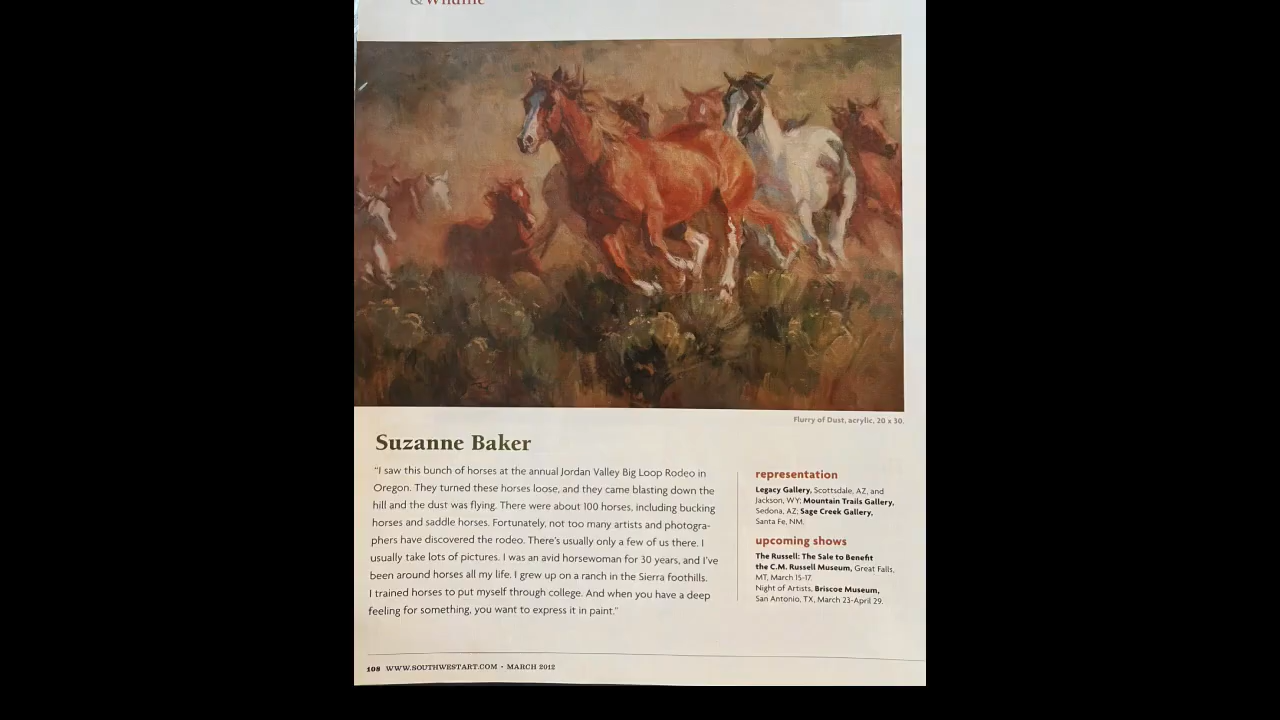 &Wildlife
Flurry of Dust, acrylic, 20 x 30.
Suzanne Baker
"I saw this bunch of horses at the annual Jordan Valley Big Loop Rodeo in
Oregon. They turned these horses loose, and they came blasting down the
hill and the dust was flying. There were about 100 horses, including bucking
horses and saddle horses. Fortunately, not too many artists and photogra-
phers have discovered the rodeo. There's usually only a few of us there. I
usually take lots of pictures. I was an avid horsewoman for 30 years, and I've
been around horses all my life. I grew up on a ranch in the Sierra foothills.
I trained horses to put myself through college. And when you have a deep
feeling for something, you want to express it in paint."
representation
Legacy Gallery, Scottsdale, AZ, and
Jackson, WY; Mountain Trails Gallery,
Sedona, AZ; Sage Creek Gallery,
Santa Fe, NM.
upcoming shows
The Russell: The Sale to Benefit
the C.M. Russell Museum, Great Falls,
MT, March 15-17.
Night of Artists, Briscoe Museum,
San Antonio, TX, March 23-April 29.
108 WWW.SOUTHWESTART.COM • MARCH 2012